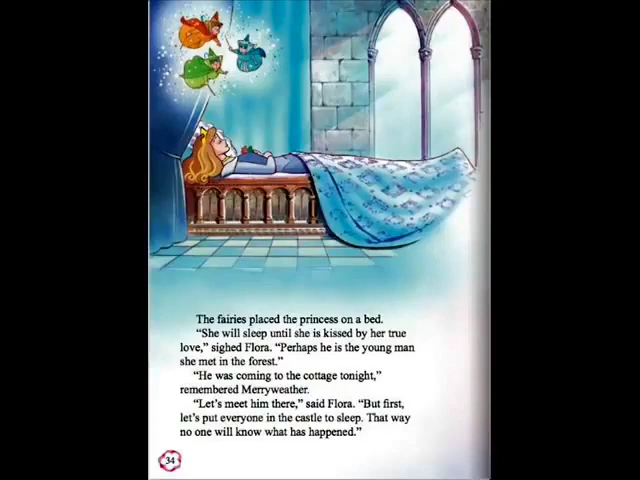 The fairies placed the princess on a bed.
“She will sleep until she is kissed by her true
love,” sighed Flora. “Perhaps he is the young man
she met in the forest.”
“He was coming to the cottage tonight,”
remembered Merryweather.
“Let’s meet him there,” said Flora. “But first,
let’s put everyone in the castle to sleep. That way
no one will know what has happened.”
34